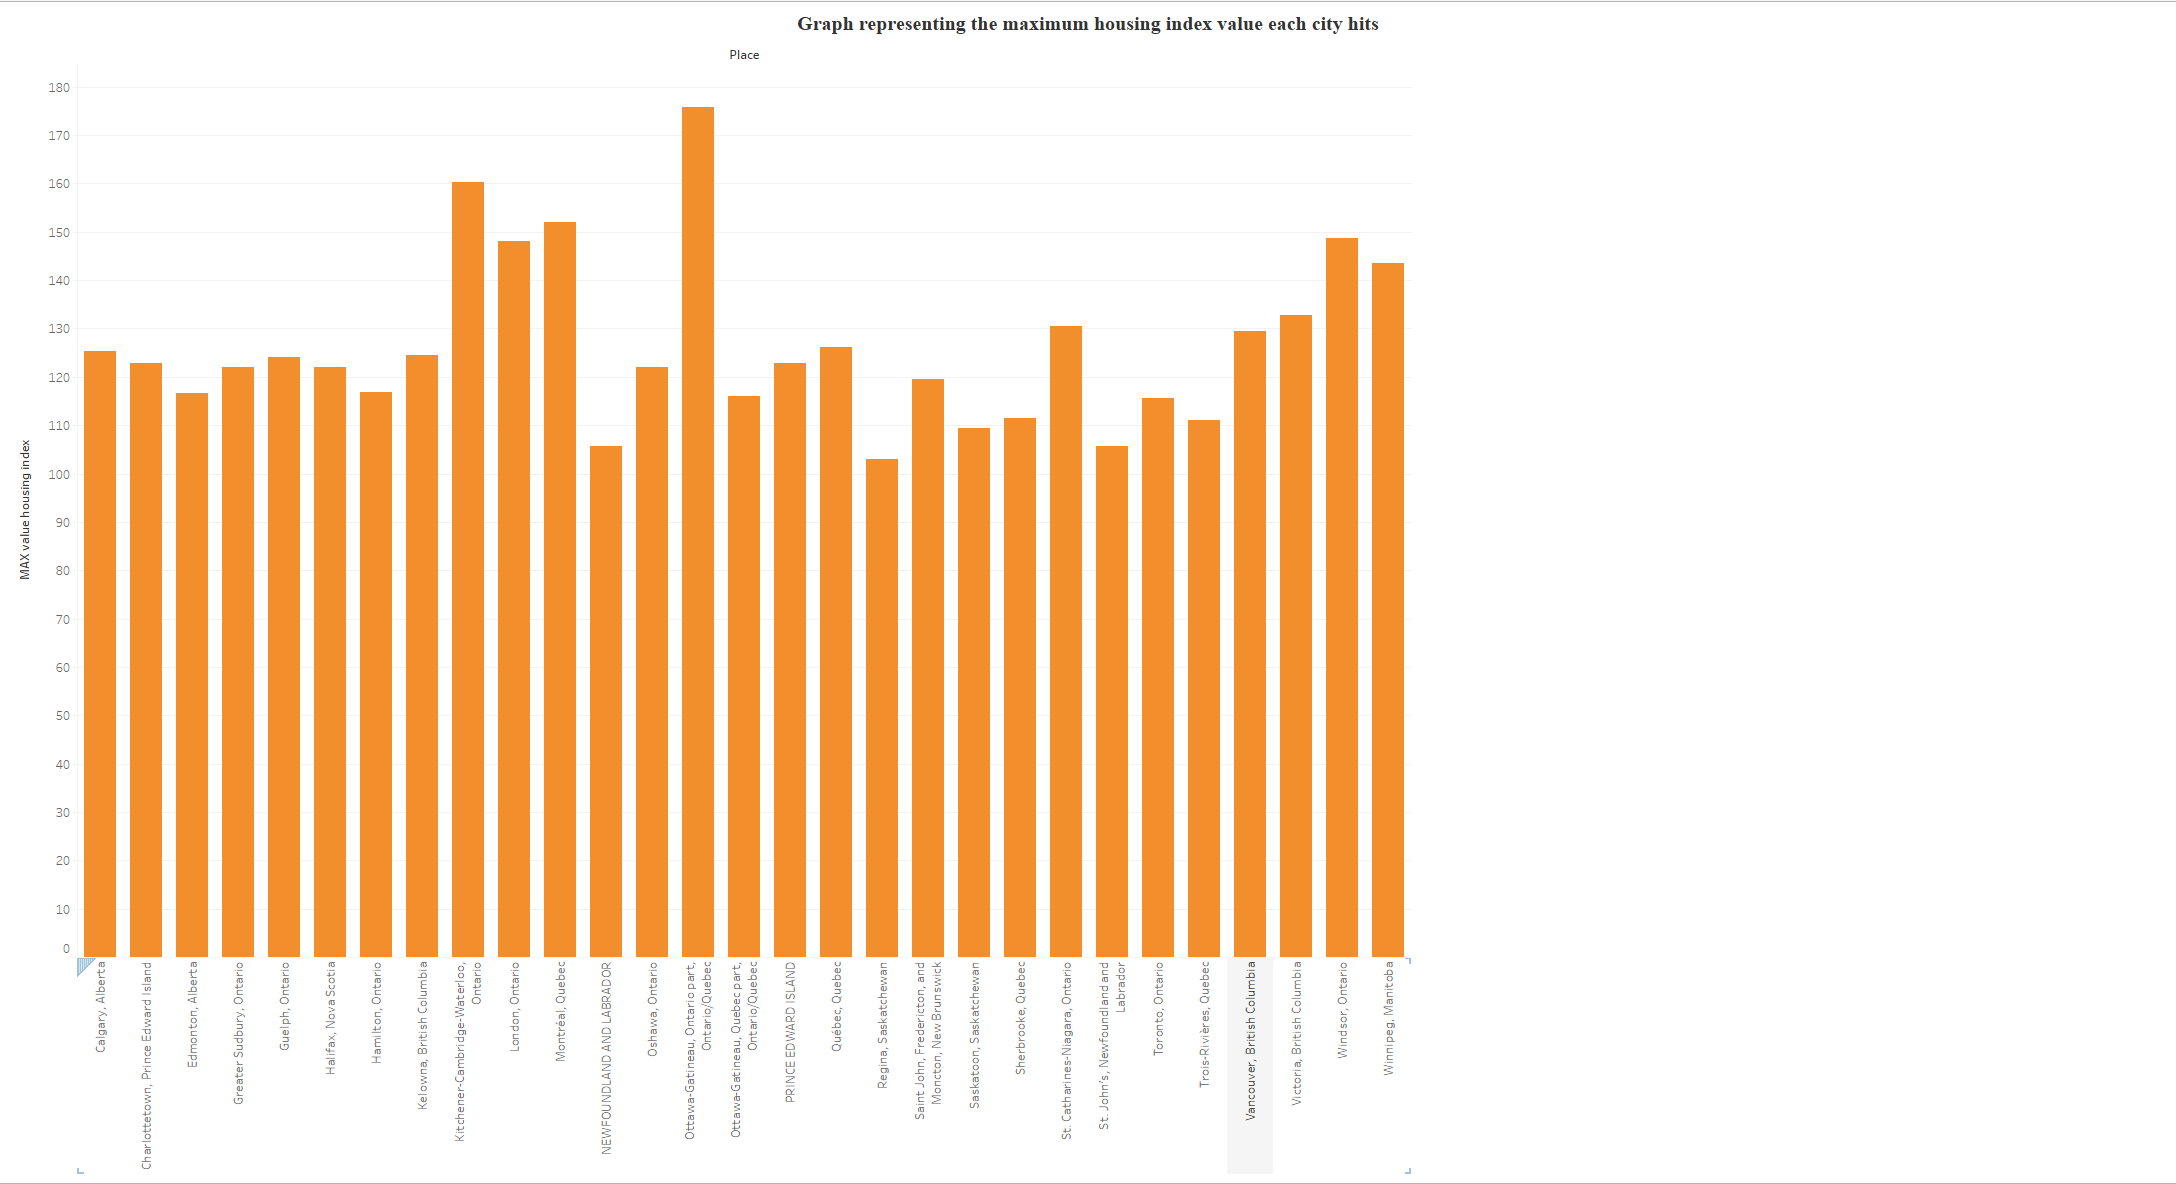 Graph representing the maximum housing index value each city hits
Place
MAX value housing index
180
170
160
150
140
130
120
110
100
90
80
70
60
50
40
30
20
10
0
Calgary, Alberta
Charlottetown, Prince Edward Island
Edmonton, Alberta
Greater Sudbury, Ontario
Guelph, Ontario
Halifax, Nova Scotia
Hamilton, Ontario
Kelowna, British Columbia
Kitchener-Cambridge-Waterloo,
Ontario
London, Ontario
Montréal, Quebec
NEWFOUNDLAND AND LABRADOR
Oshawa, Ontario
Ottawa-Gatineau, Ontario part,
Ontario/Quebec
Ottawa-Gatineau, Quebec part,
Ontario/Quebec
PRINCE EDWARD ISLAND
Québec, Quebec
Regina, Saskatchewan
Saint John, Fredericton, and
Moncton, New Brunswick
Saskatoon, Saskatchewan
Sherbrooke, Quebec
St. Catharines-Niagara, Ontario
St. John's, Newfoundland and
Labrador
Toronto, Ontario
Trois-Rivières, Quebec
Vancouver, British Columbia
Victoria, British Columbia
Windsor, Ontario
Winnipeg, Manitoba